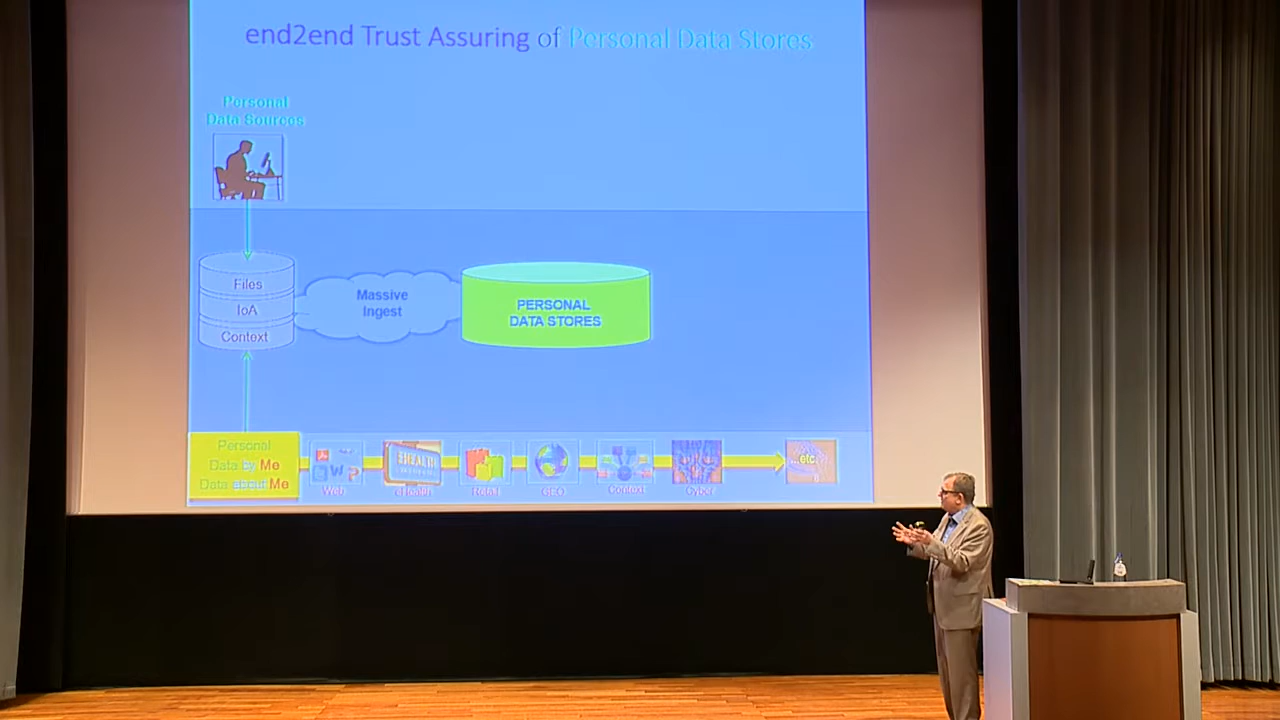 end2end Trust Assuring of Personal Data Stores
Personal
Data Sources
Files
IoA
Context
Massive
Ingest
PERSONAL
DATA STORES
Personal
Data by Me
Data about Me
Web
eHealth
Retail
GEO
Context
Cyber
...etc...